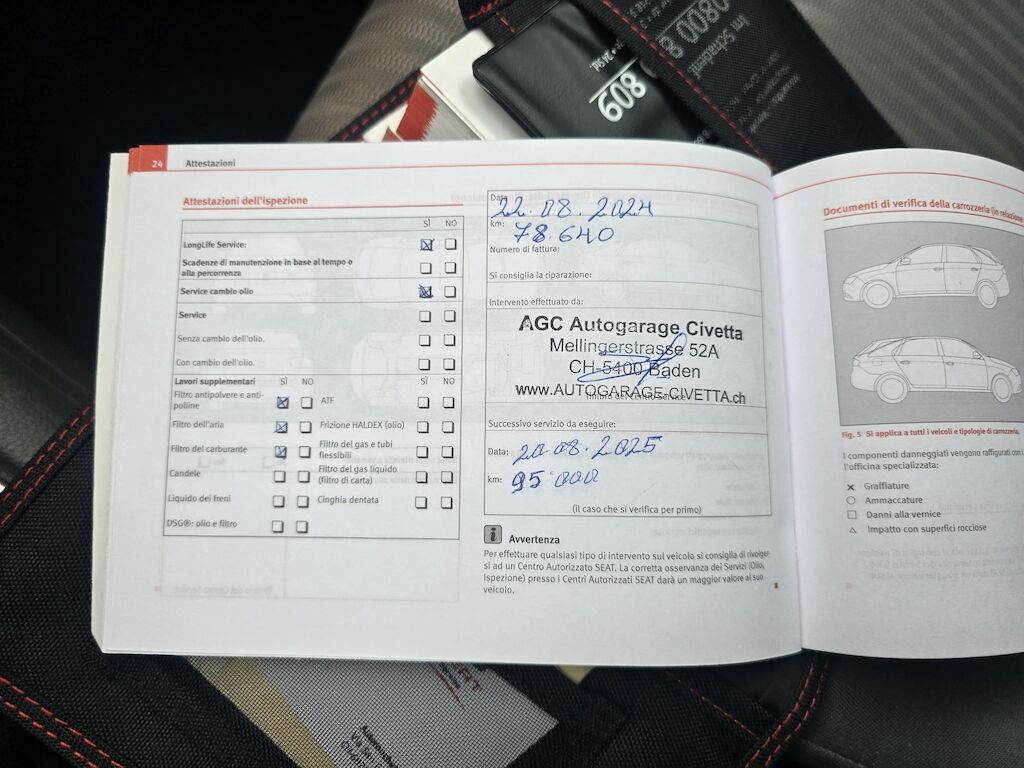 608
24 Attestazioni
Attestazioni dell'ispezione
SÌ NO
LongLife Service:
Scadenze di manutenzione in base al tempo o
alla percorrenza
Service cambio olio
Service
Senza cambio dell'olio.
Con cambio dell'olio.
Lavori supplementari SÌ NO SÌ NO
Filtro antipolvere e anti-
polline
ATF
Filtro dell'aria
Frizione HALDEX (olio)
Filtro del carburante
Filtro del gas e tubi
flessibili
Candele
Filtro del gas liquido
(filtro di carta)
Liquido dei freni
Cinghia dentata
DSG®: olio e filtro
Data
22.08.2024
km:
78.640
Numero di fattura:
Si consiglia la riparazione:
Intervento effettuato da:
AGC Autogarage Civetta
Mellingerstrasse 52A
CH-5400 Baden
www.AUTOGARAGE-CIVETTA.ch
Successivo servizio da eseguire:
Data: 20.08.2025
km: 95 000
(il caso che si verifica per primo)
i Avvertenza
Per effettuare qualsiasi tipo di intervento sul veicolo si consiglia di rivolger-
si ad un Centro Autorizzato SEAT. La corretta osservanza dei Servizi (Olio,
Ispezione) presso i Centri Autorizzati SEAT darà un maggior valore al suo
veicolo.
Documenti di verifica della carrozzeria (in relazione
Fig. 5 Si applica a tutti i veicoli e tipologie di carrozzeria.
I componenti danneggiati vengono raffigurati con i
l'officina specializzata:
Graffiature
Ammaccature
Danni alla vernice
Impatto con superfici rocciose